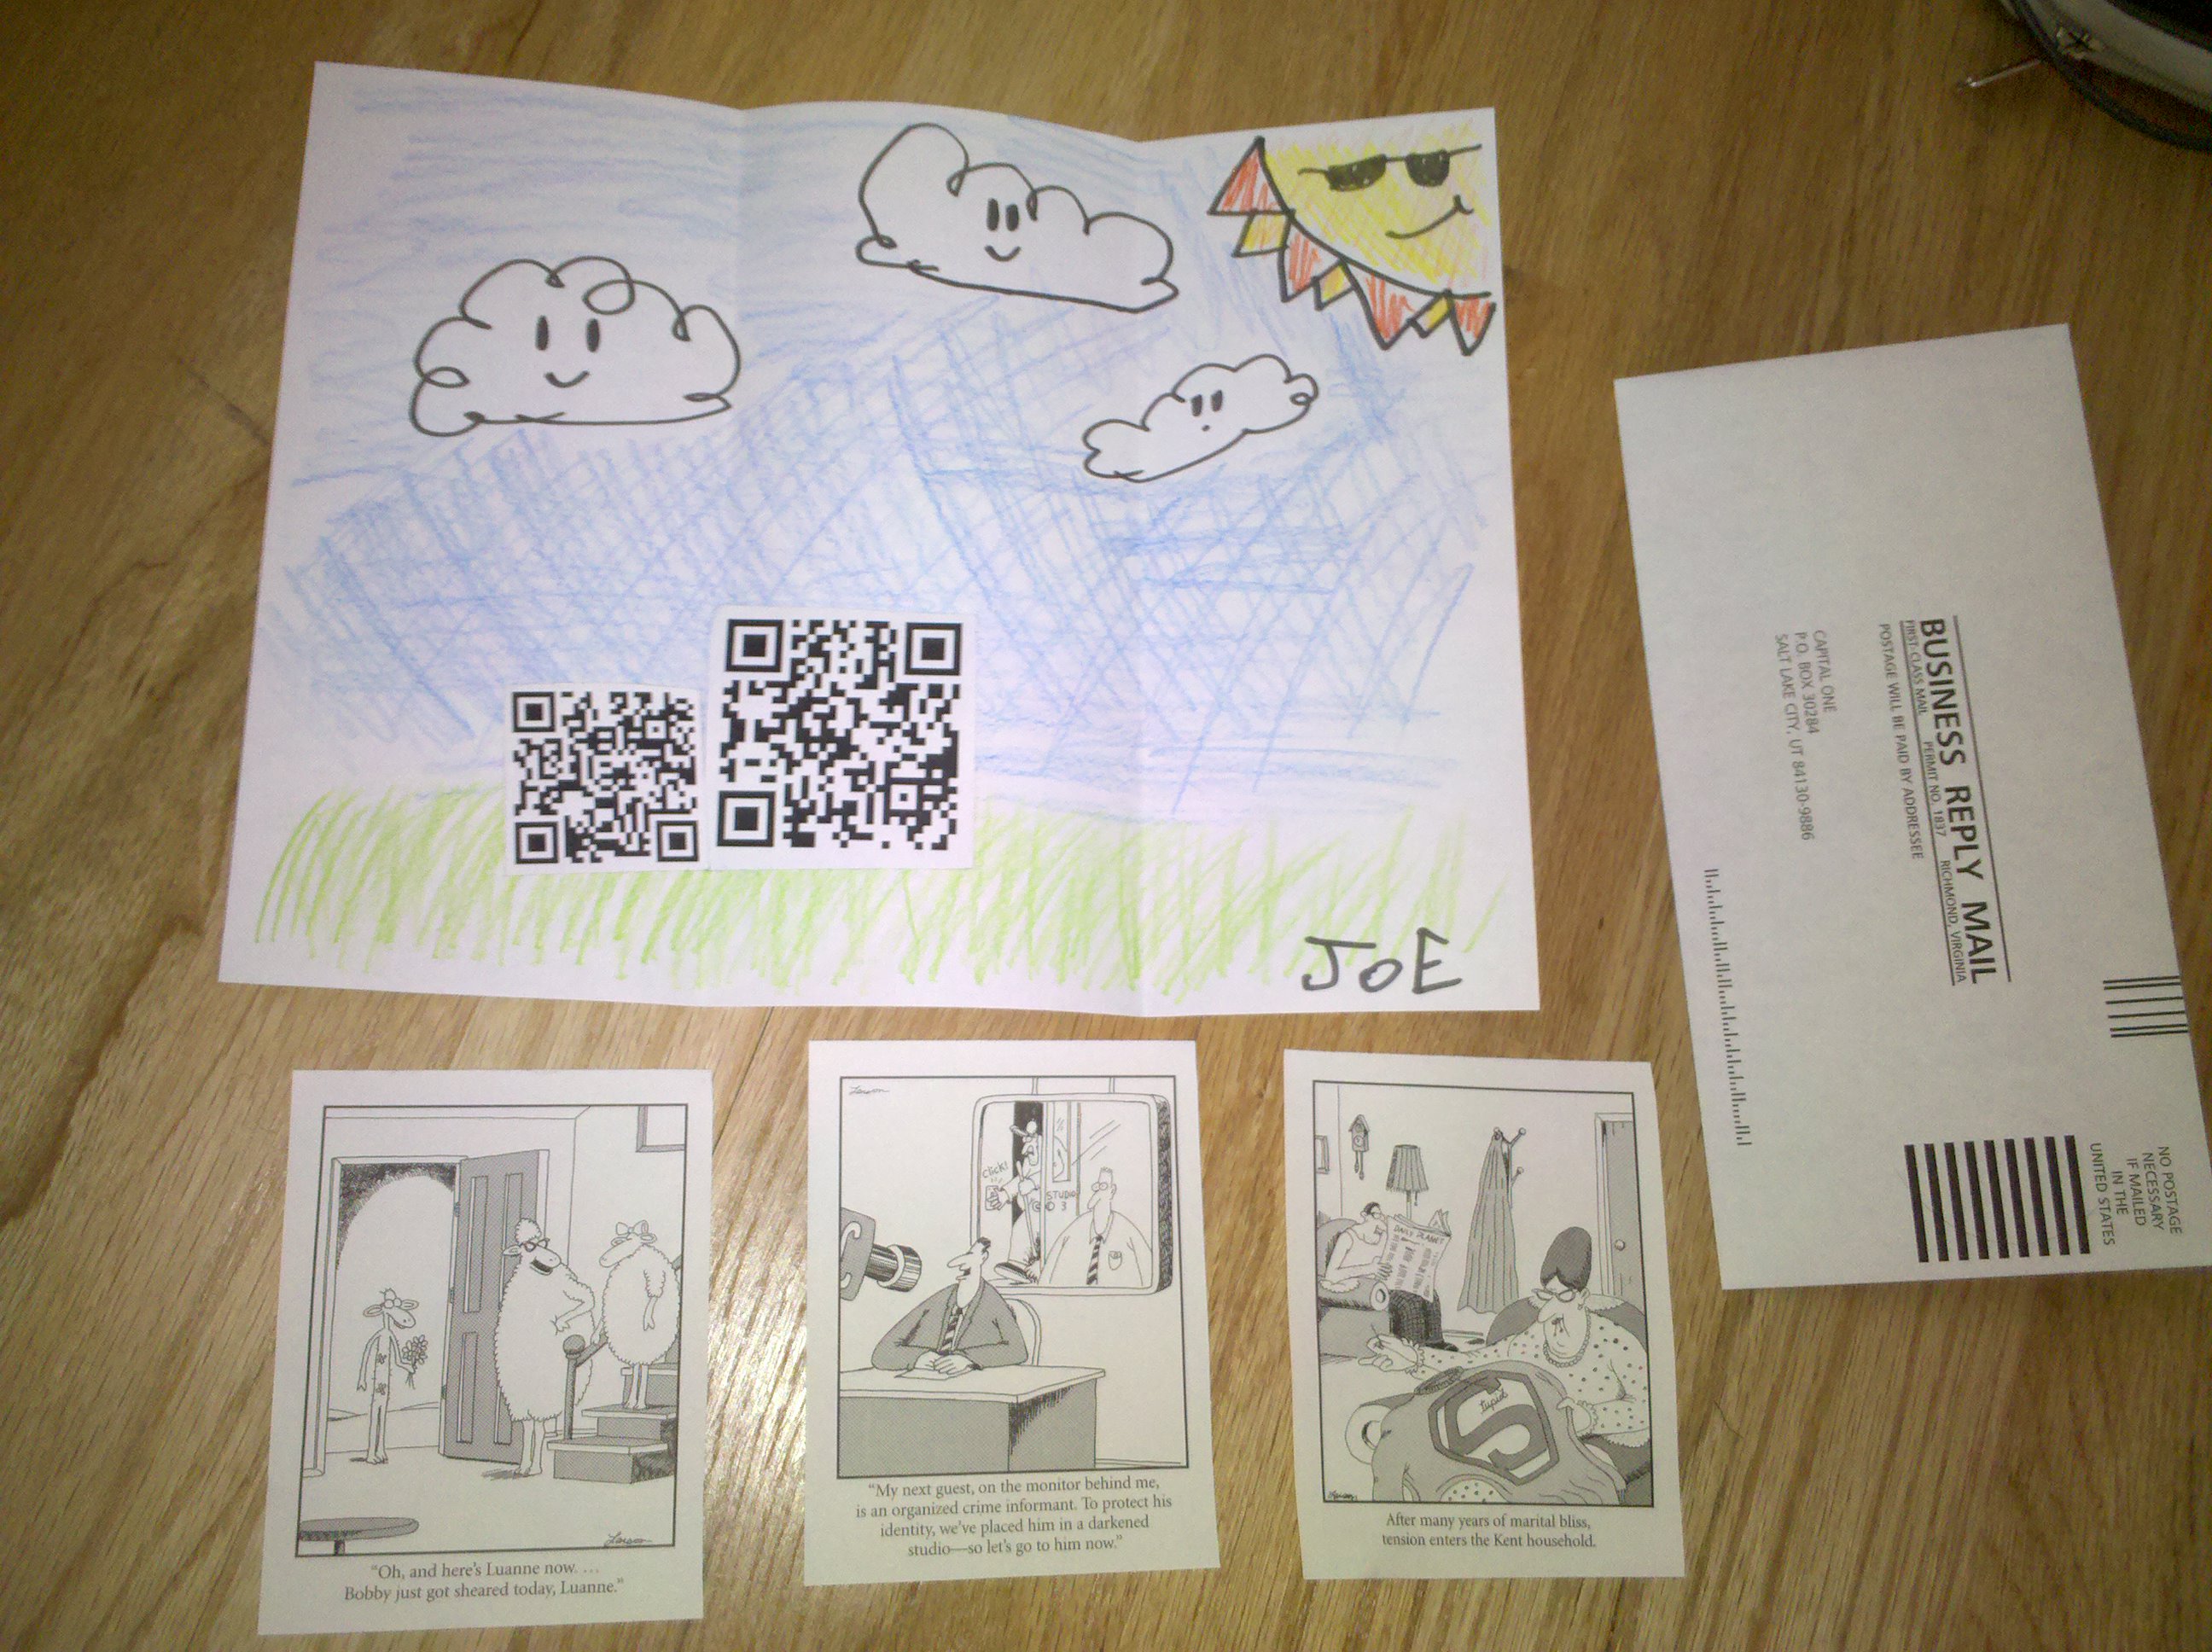 JOE
BUSINESS REPLY MAIL
FIRST-CLASS MAIL PERMIT NO. 1837 RICHMOND, VIRGINIA
POSTAGE WILL BE PAID BY ADDRESSEE
CAPITAL ONE
P.O. BOX 30284
SALT LAKE CITY, UT 84130-9886
NO POSTAGE
NECESSARY
IF MAILED
IN THE
UNITED STATES
Larson
"Oh, and here's Luanne now. ...
Bobby just got sheared today, Luanne."
Larson
Click!
STUDIO
3
"My next guest, on the monitor behind me,
is an organized crime informant. To protect his
identity, we've placed him in a darkened
studio—so let's go to him now."
DAILY PLANET
S
tupid
Larson
After many years of marital bliss,
tension enters the Kent household.